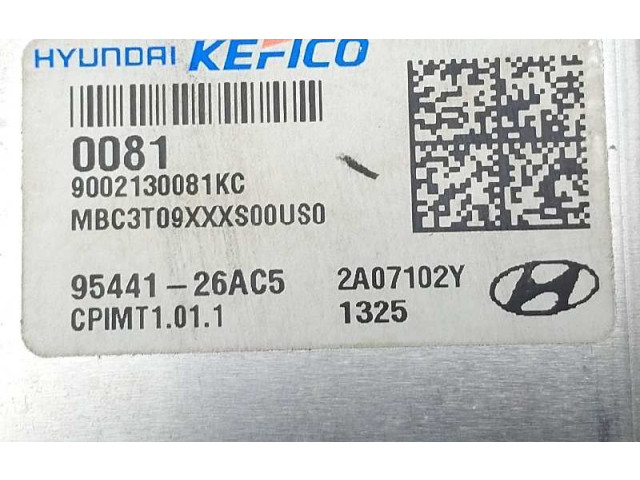 HYUNDAI KEFICO
0081
9002130081KC
MBC3T09XXXS00US0
95441-26AC5 2A07102Y
CPIMT1.01.1 1325